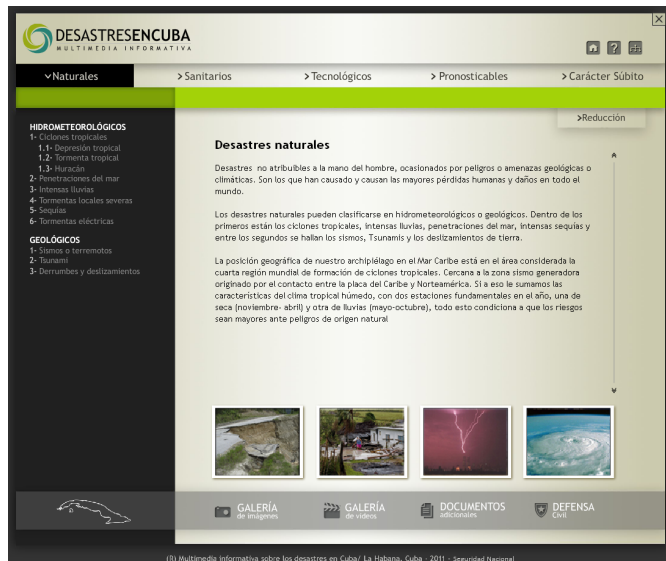 DESASTRESENCUBA
MULTIMEDIA INFORMATIVA
Naturales
>Sanitarios
>Tecnológicos
>Pronosticables
>Carácter Súbito
>Reducción
HIDROMETEOROLÓGICOS
1- Ciclones tropicales
1.1- Depresión tropical
1.2- Tormenta tropical
1.3- Huracán
2- Penetraciones del mar
3- Intensas lluvias
4- Tormentas locales severas
5- Sequías
6- Tormentas eléctricas
GEOLÓGICOS
1- Sismos o terremotos
2- Tsunami
3- Derrumbes y deslizamientos
Desastres naturales
Desastres no atribuibles a la mano del hombre, ocasionados por peligros o amenazas geológicas o
climáticas. Son los que han causado y causan las mayores pérdidas humanas y daños en todo el
mundo.
Los desastres naturales pueden clasificarse en hidrometeorológicos o geológicos. Dentro de los
primeros están los ciclones tropicales, intensas lluvias, penetraciones del mar, intensas sequías y
entre los segundos se hallan los sismos, Tsunamis y los deslizamientos de tierra.
La posición geográfica de nuestro archipiélago en el Mar Caribe está en el área considerada la
cuarta región mundial de formación de ciclones tropicales. Cercana a la zona sismo generadora
originado por el contacto entre la placa del Caribe y Norteamérica. Si a eso le sumamos las
características del clima tropical húmedo, con dos estaciones fundamentales en el año, una de
seca (noviembre- abril) y otra de lluvias (mayo-octubre), todo esto condiciona a que los riesgos
sean mayores ante peligros de origen natural
GALERÍA
de imágenes
GALERÍA
de videos
DOCUMENTOS
adicionales
DEFENSA
Civil
(R) Multimedia informativa sobre los desastres en Cuba/ La Habana, Cuba - 2011 - Seguridad Nacional